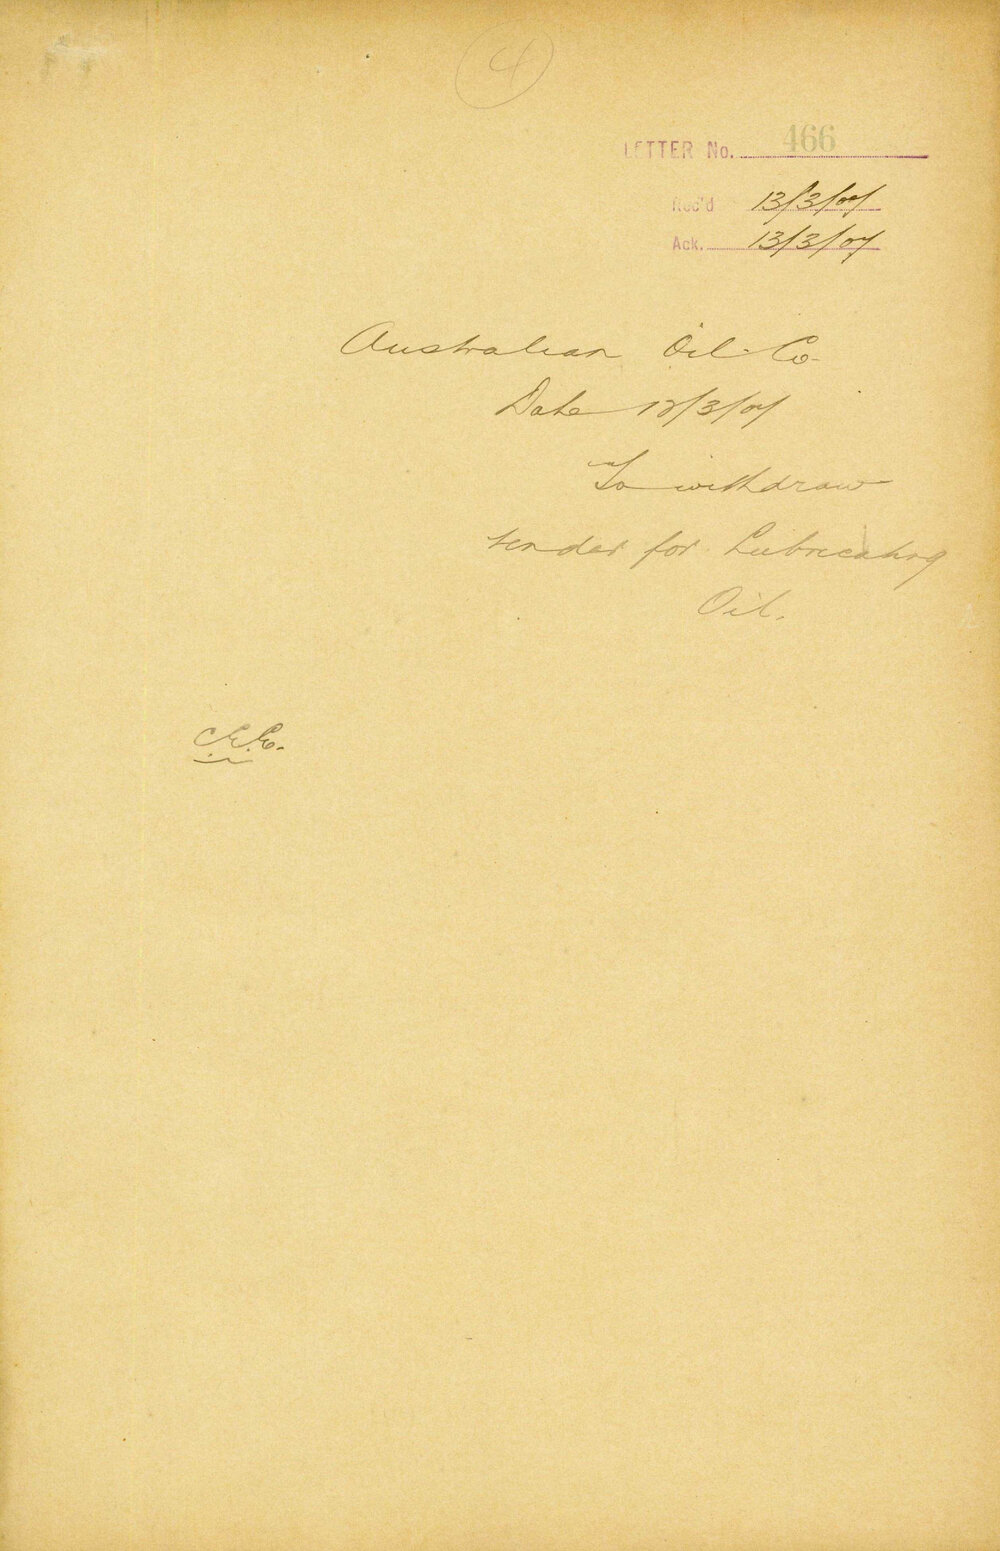 4
LETTER No. 466
Rec'd 13/3/07
Ack. 13/3/07
Australian Oil Co
Date 12/3/07
To withdraw
tender for Lubricating
Oil.
C.E.E.